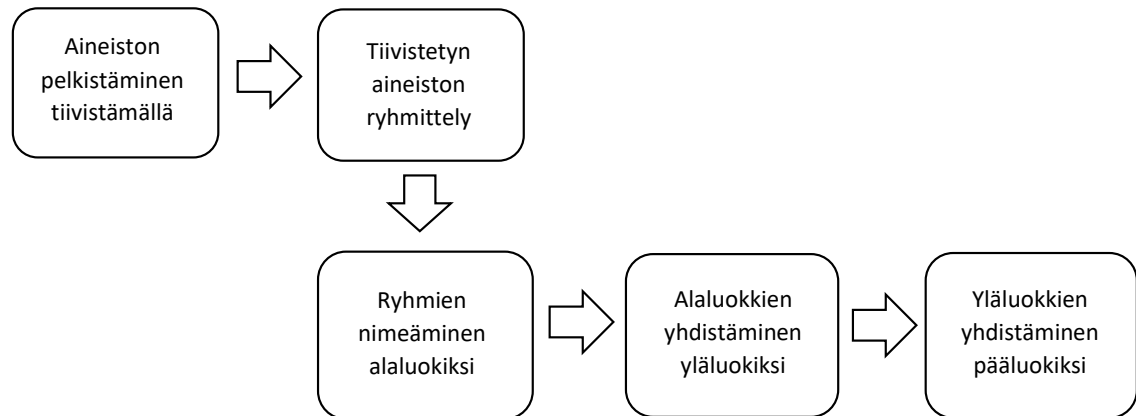 Aineiston
pelkistäminen
tiivistämällä
Tiivistetyn
aineiston
ryhmittely
Ryhmien
nimeäminen
alaluokiksi
Alaluokkien
yhdistäminen
yläluokiksi
Yläluokkien
yhdistäminen
pääluokiksi